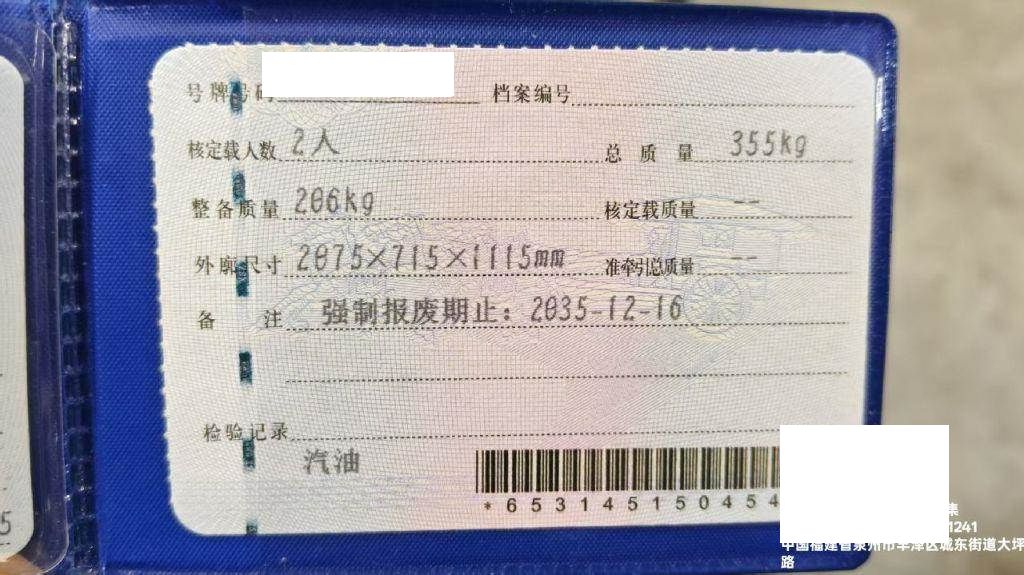 号牌号码 档案编号
核定载人数 2人 总质量 355kg
整备质量 206kg 核定载质量 --
外廓尺寸 2075×715×1115mm 准牵引总质量 --
备注 强制报废期止：2035-12-16
检验记录
汽油
*653145150454
5
集
1241
中国福建省泉州市丰泽区城东街道大坪
路